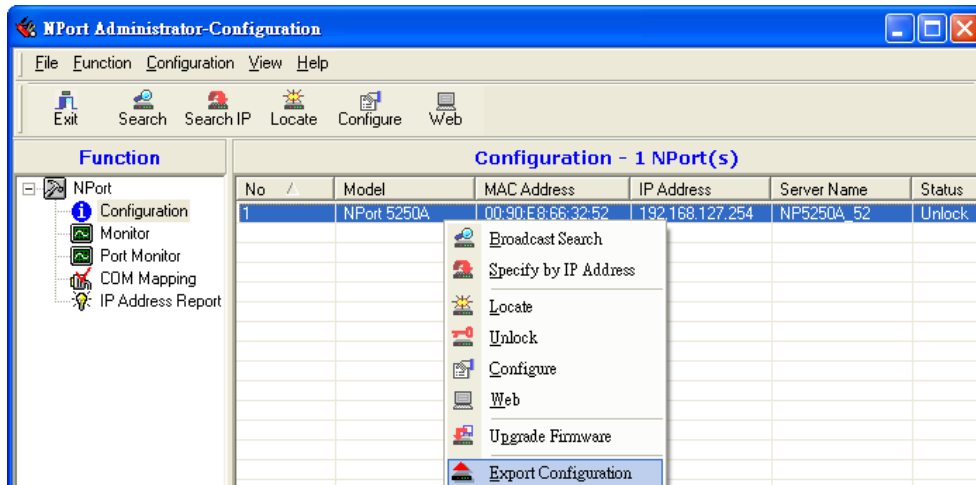 NPort Administrator-Configuration
File Function Configuration View Help
Exit Search Search IP Locate Configure Web
Function
Configuration - 1 NPort(s)
NPort
Configuration
Monitor
Port Monitor
COM Mapping
IP Address Report
No Model MAC Address IP Address Server Name Status
1 NPort 5250A 00:90:E8:66:32:52 192.168.127.254 NP5250A_52 Unlock
Broadcast Search
Specify by IP Address
Locate
Unlock
Configure
Web
Upgrade Firmware
Export Configuration